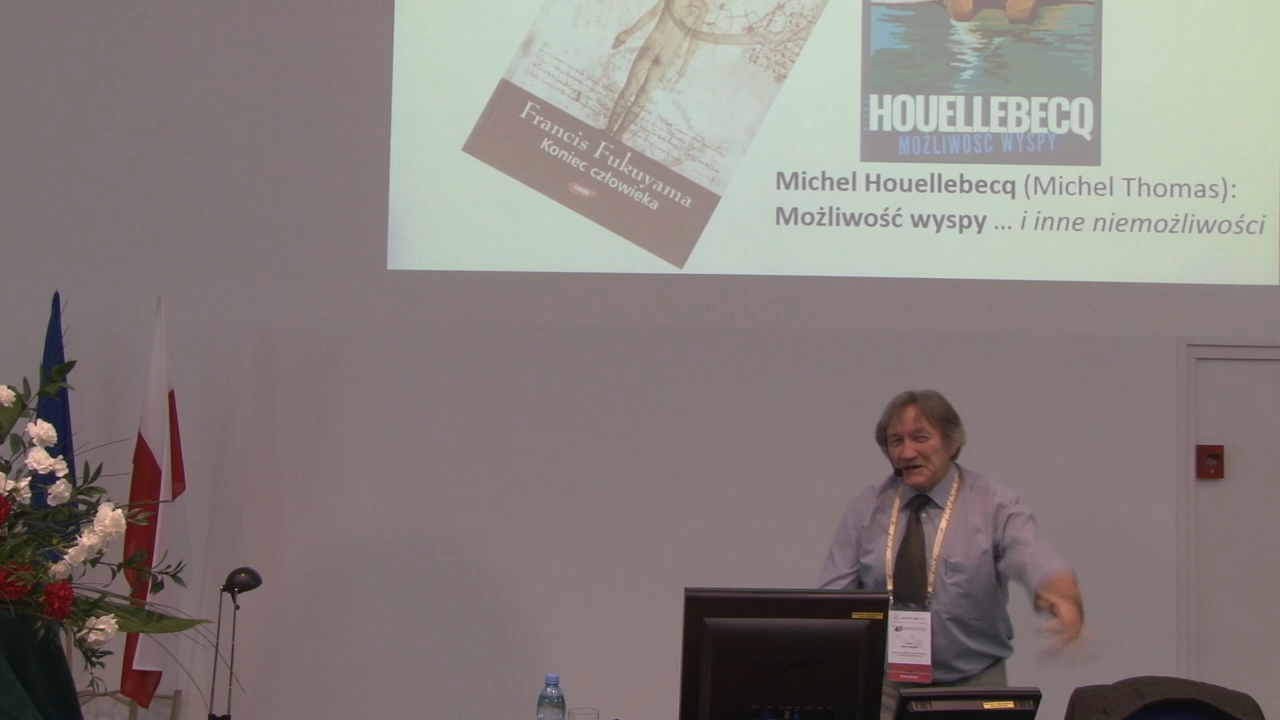 Francis Fukuyama
Koniec człowieka
HOUELLEBECQ
MOŻLIWOŚĆ WYSPY
Michel Houellebecq (Michel Thomas):
Możliwość wyspy ... i inne niemożliwości